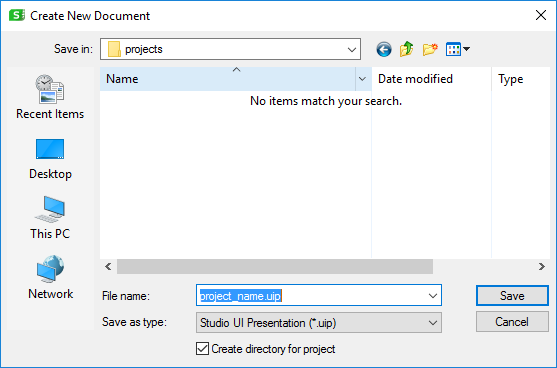 Create New Document
Save in: projects
Name Date modified Type
No items match your search.
Recent Items
Desktop
This PC
Network
File name: project_name.uip Save
Save as type: Studio UI Presentation (*.uip) Cancel
Create directory for project